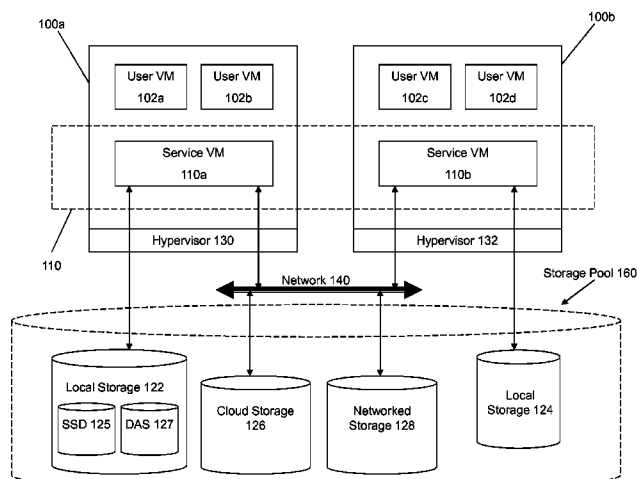 100a
100b
User VM
102a
User VM
102b
User VM
102c
User VM
102d
Service VM
110a
Service VM
110b
Hypervisor 130
Hypervisor 132
110
Network 140
Storage Pool 160
Local Storage 122
SSD 125
DAS 127
Cloud Storage
126
Networked
Storage 128
Local
Storage 124